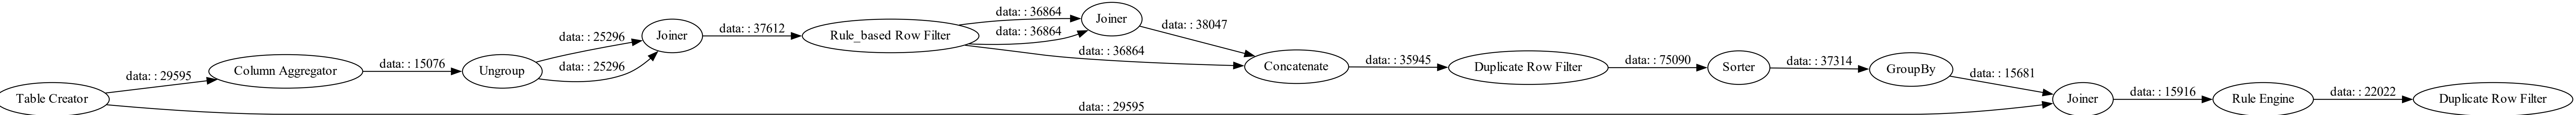 Table Creator
data: : 29595
Column Aggregator
data: : 15076
Ungroup
data: : 25296
data: : 25296
Joiner
data: : 37612
Rule_based Row Filter
data: : 36864
data: : 36864
data: : 36864
Joiner
data: : 38047
Concatenate
data: : 35945
Duplicate Row Filter
data: : 75090
Sorter
data: : 37314
GroupBy
data: : 15681
data: : 29595
Joiner
data: : 15916
Rule Engine
data: : 22022
Duplicate Row Filter